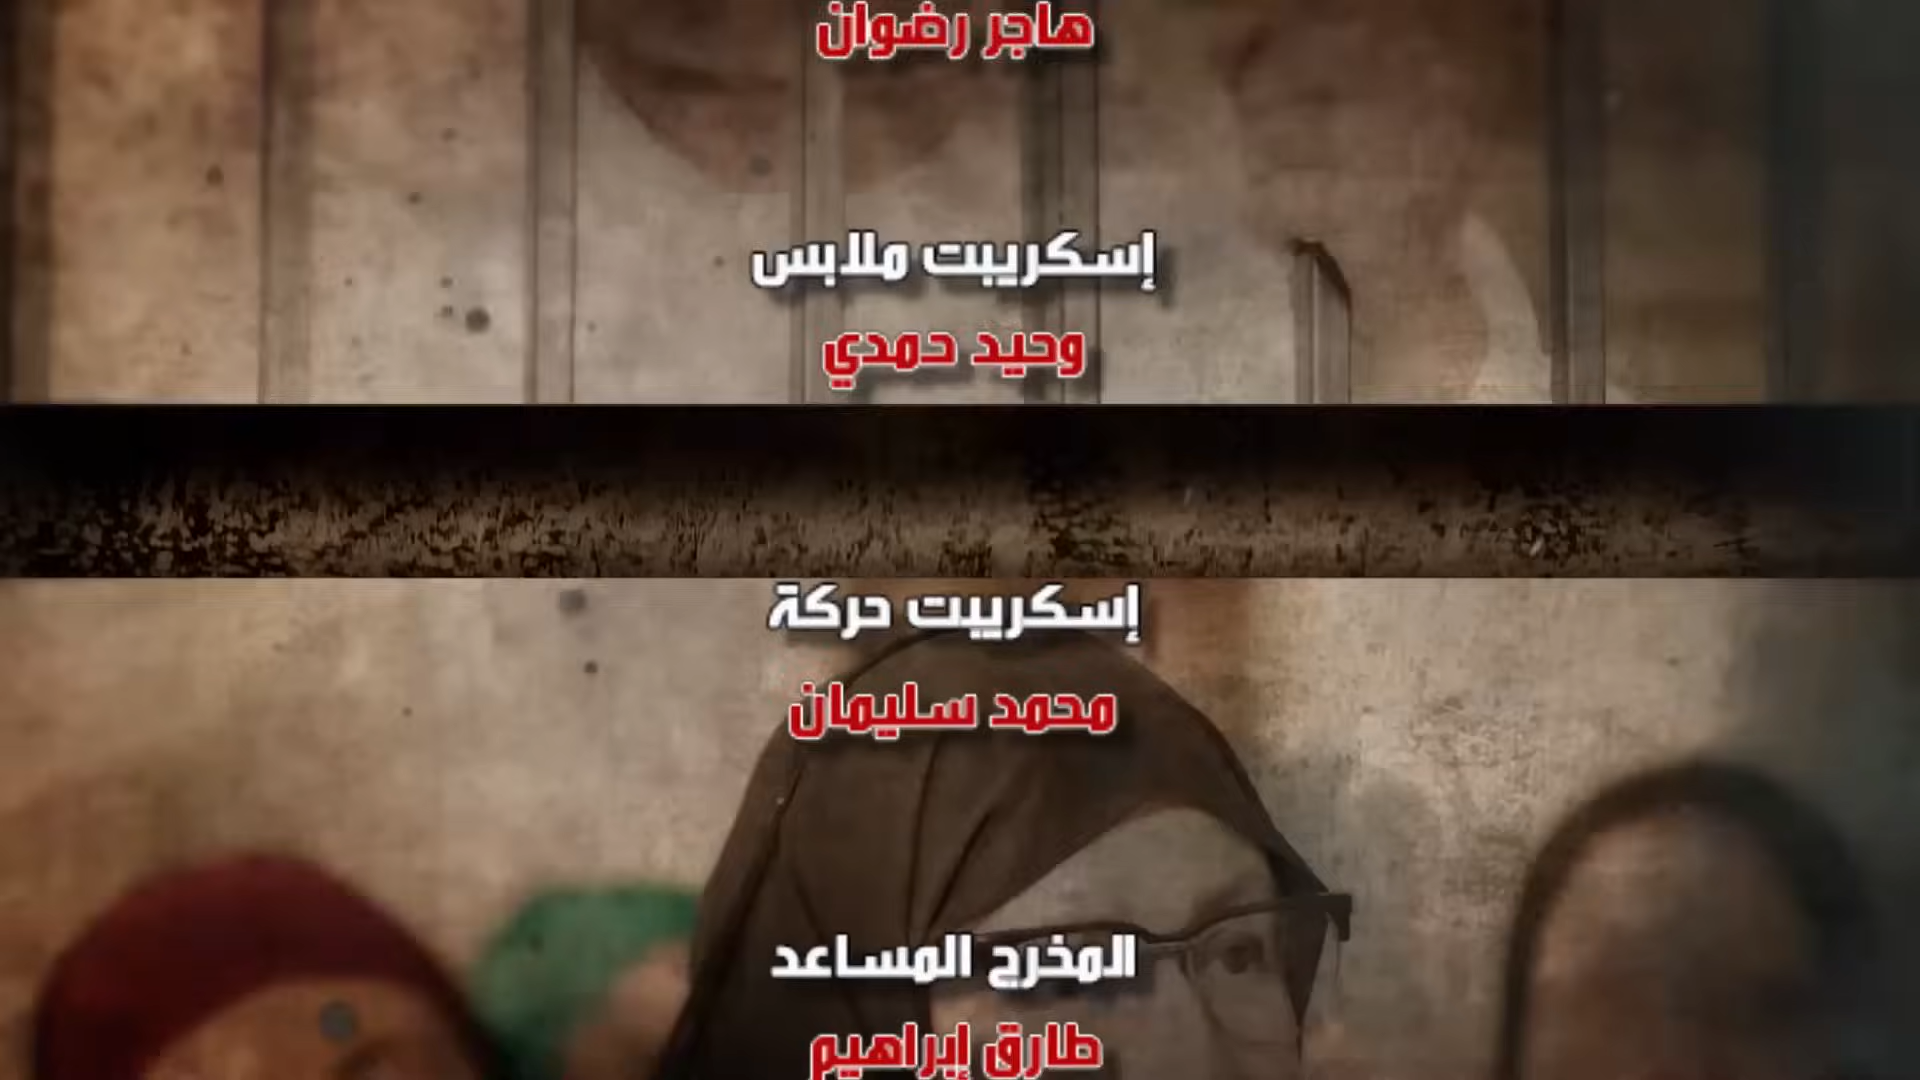 هاجر رضوان
إسكريبت ملابس
وحيد حمدي
إسكريبت حركة
محمد سليمان
المخرج المساعد
طارق إبراهيم